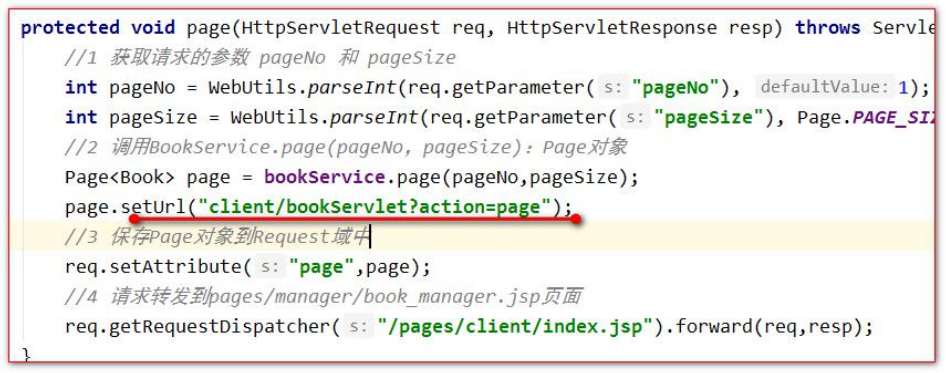 protected void page(HttpServletRequest req, HttpServletResponse resp) throws Servle
//1 获取请求的参数 pageNo 和 pageSize
int pageNo = WebUtils.parseInt(req.getParameter( s: "pageNo"), defaultValue: 1);
int pageSize = WebUtils.parseInt(req.getParameter( s: "pageSize"), Page.PAGE_SIZ
//2 调用BookService.page(pageNo, pageSize): Page对象
Page<Book> page = bookService.page(pageNo,pageSize);
page.setUrl("client/bookServlet?action=page");
//3 保存Page对象到Request域中
req.setAttribute( s: "page",page);
//4 请求转发到pages/manager/book_manager.jsp页面
req.getRequestDispatcher( s: "/pages/client/index.jsp").forward(req,resp);
}